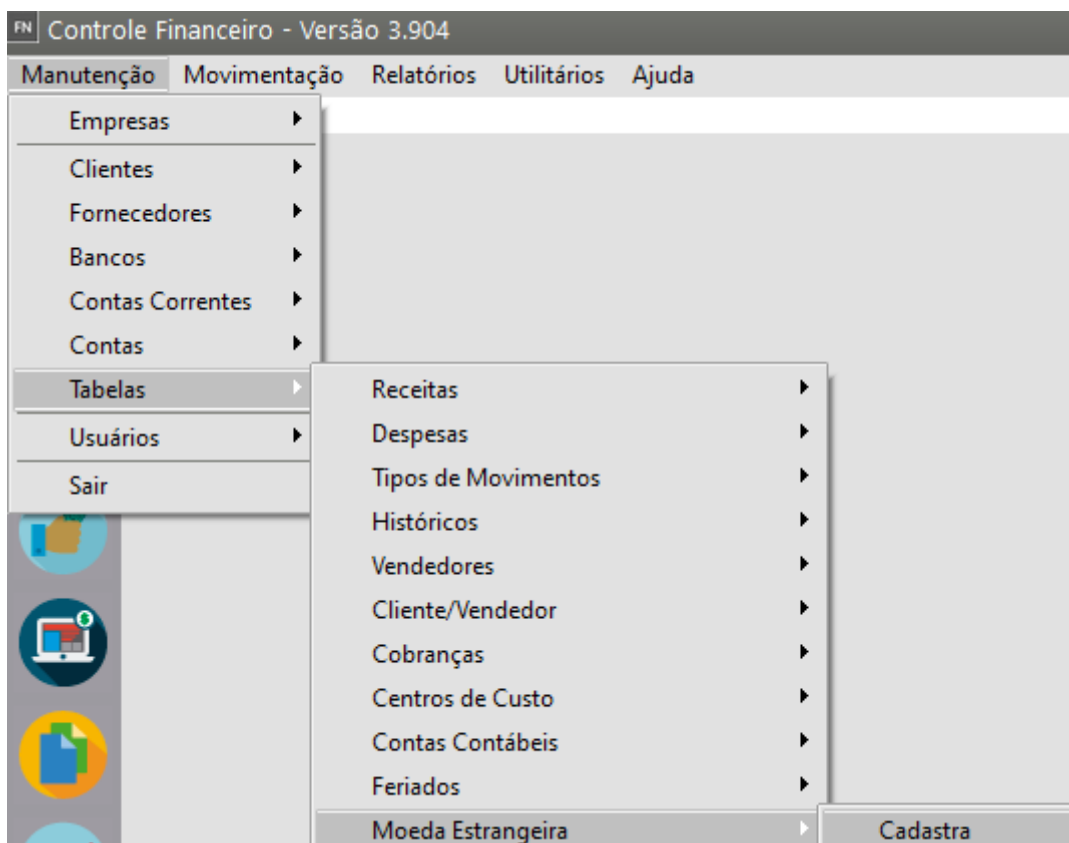 FN Controle Financeiro - Versão 3.904
Manutenção Movimentação Relatórios Utilitários Ajuda
Empresas
Clientes
Fornecedores
Bancos
Contas Correntes
Contas
Tabelas
Usuários
Sair
Receitas
Despesas
Tipos de Movimentos
Históricos
Vendedores
Cliente/Vendedor
Cobranças
Centros de Custo
Contas Contábeis
Feriados
Moeda Estrangeira
Cadastra